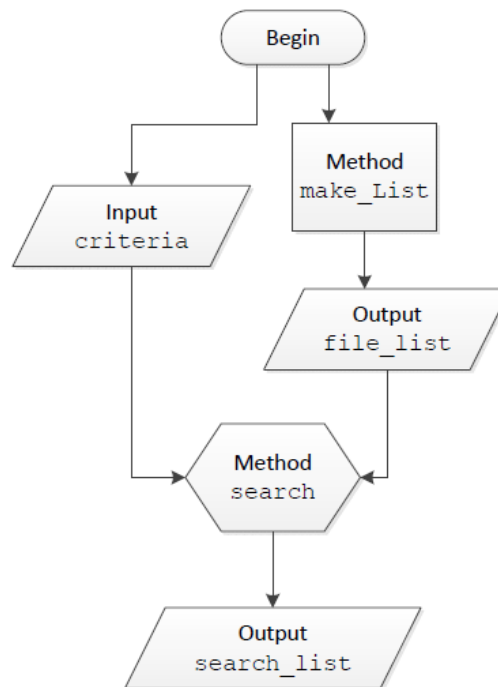 Begin
Method
make_List
Input
criteria
Output
file_list
Method
search
Output
search_list